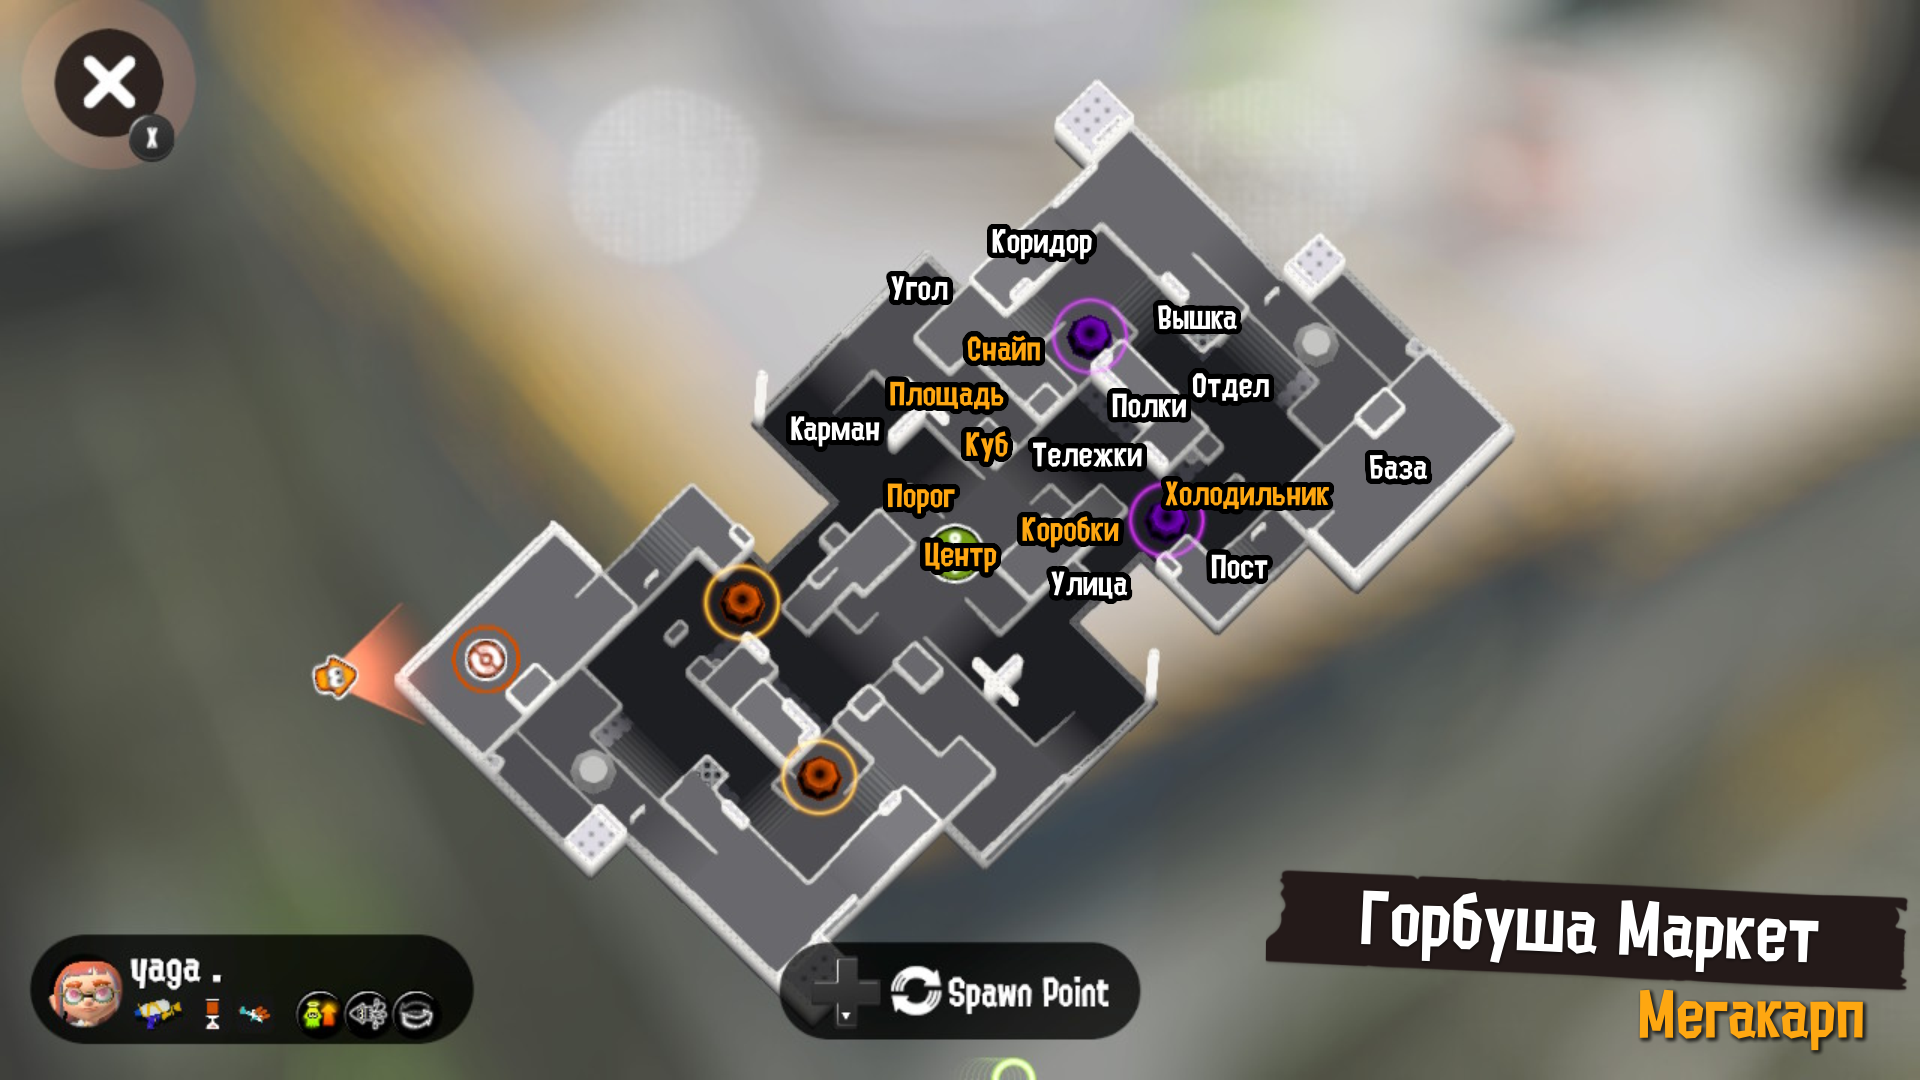 X
Коридор
Угол
Вышка
Снайп
Отдел
Площадь
Полки
Карман
Куб
Тележки
База
Порог
Холодильник
Коробки
Центр
Пост
Улица
Горбуша Маркет
Мегакарп
yaga .
Spawn Point